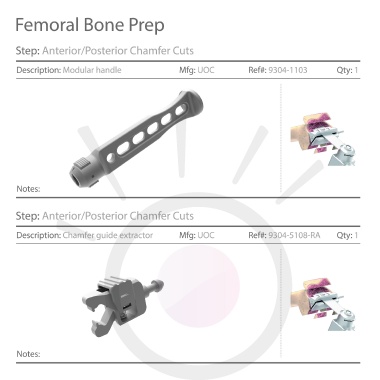 Femoral Bone Prep
Step: Anterior/Posterior Chamfer Cuts
Description: Modular handle Mfg: UOC Ref#: 9304-1103 Qty: 1
Notes:
Step: Anterior/Posterior Chamfer Cuts
Description: Chamfer guide extractor Mfg: UOC Ref#: 9304-5108-RA Qty: 1
Notes: